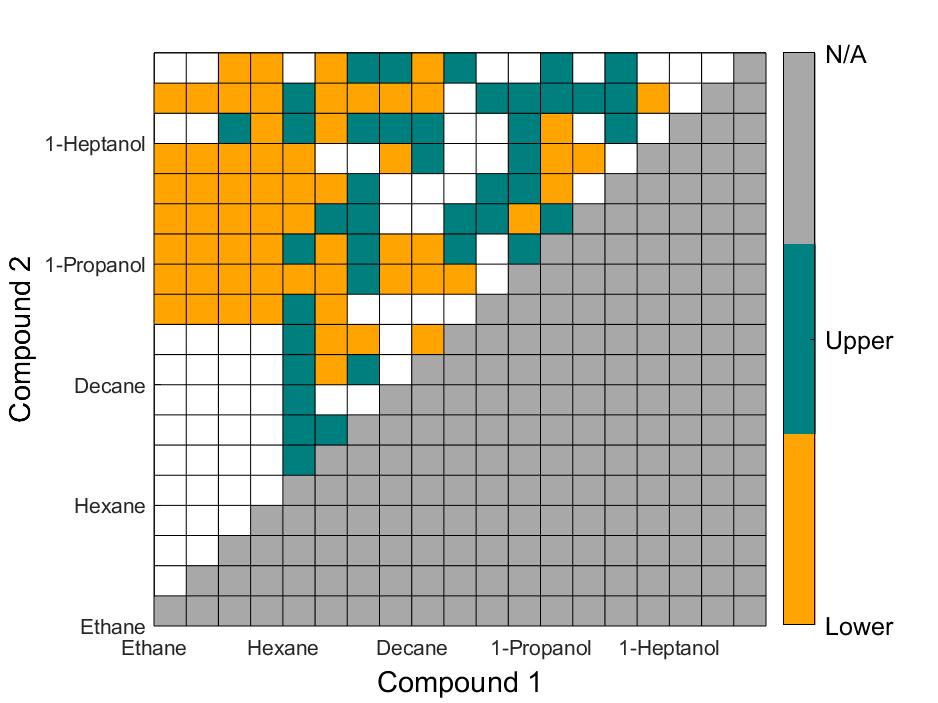 N/A
1-Heptanol
Upper
1-Propanol
Compound 2
Decane
Hexane
Ethane
Lower
Ethane Hexane Decane 1-Propanol 1-Heptanol
Compound 1